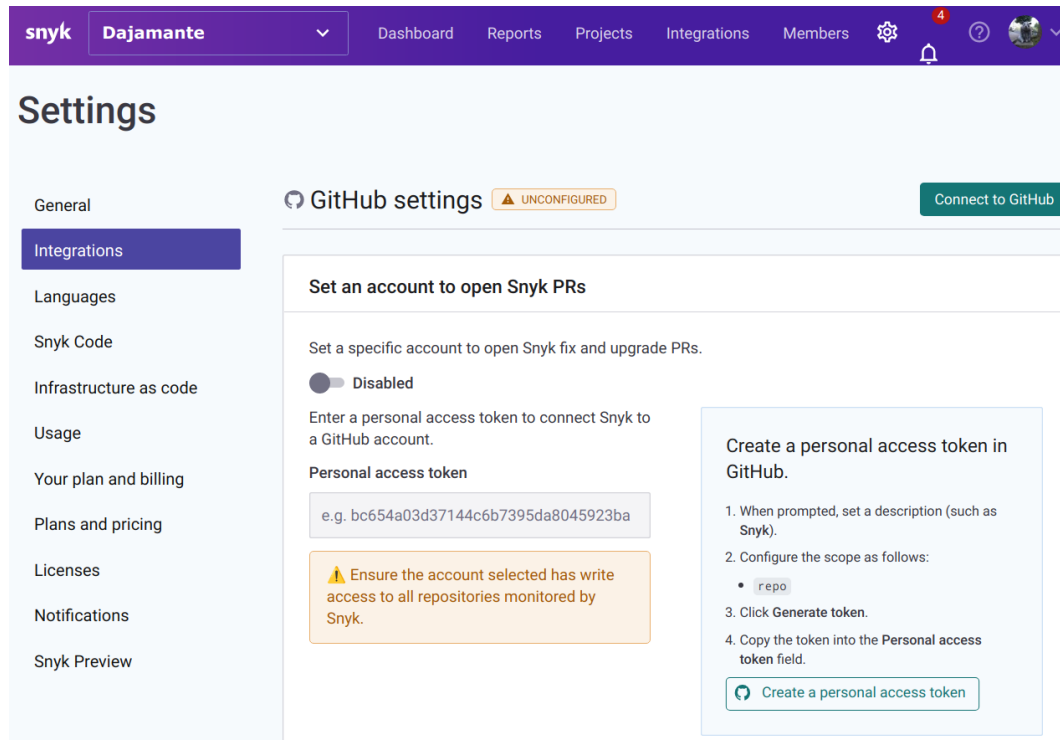 snyk
Dajamante
Dashboard
Reports
Projects
Integrations
Members
4
Settings
General
Integrations
Languages
Snyk Code
Infrastructure as code
Usage
Your plan and billing
Plans and pricing
Licenses
Notifications
Snyk Preview
GitHub settings
UNCONFIGURED
Connect to GitHub
Set an account to open Snyk PRs
Set a specific account to open Snyk fix and upgrade PRs.
Disabled
Enter a personal access token to connect Snyk to
a GitHub account.
Personal access token
e.g. bc654a03d37144c6b7395da8045923ba
⚠️ Ensure the account selected has write
access to all repositories monitored by
Snyk.
Create a personal access token in
GitHub.
1. When prompted, set a description (such as
Snyk).
2. Configure the scope as follows:
• repo
3. Click Generate token.
4. Copy the token into the Personal access
token field.
Create a personal access token